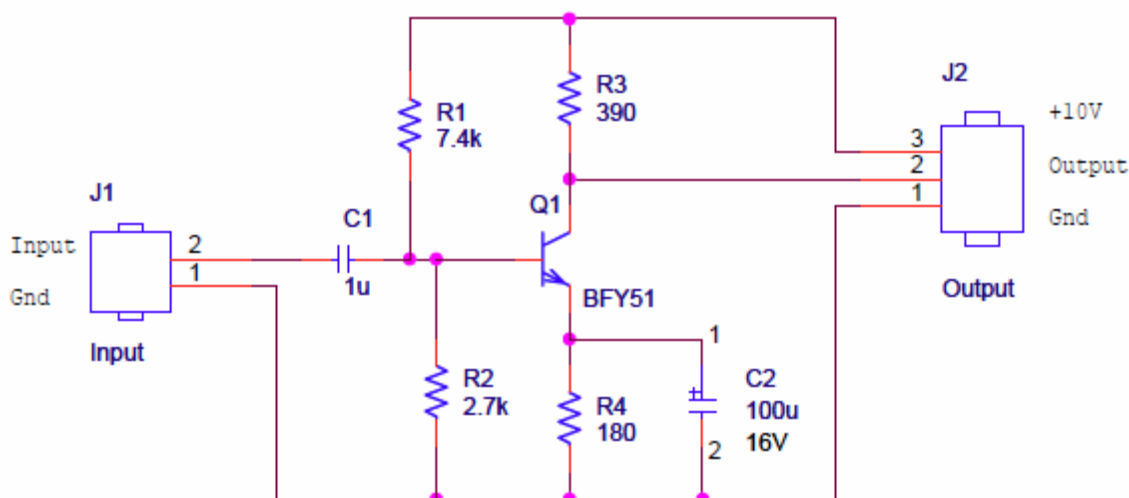 R3
390
R1
7.4k
J2
+10V
3
2
Output
1
Gnd
J1
Q1
C1
Input
2
1
1u
Gnd
BFY51
Output
Input
1
R2
2.7k
R4
180
C2
100u
16V
2